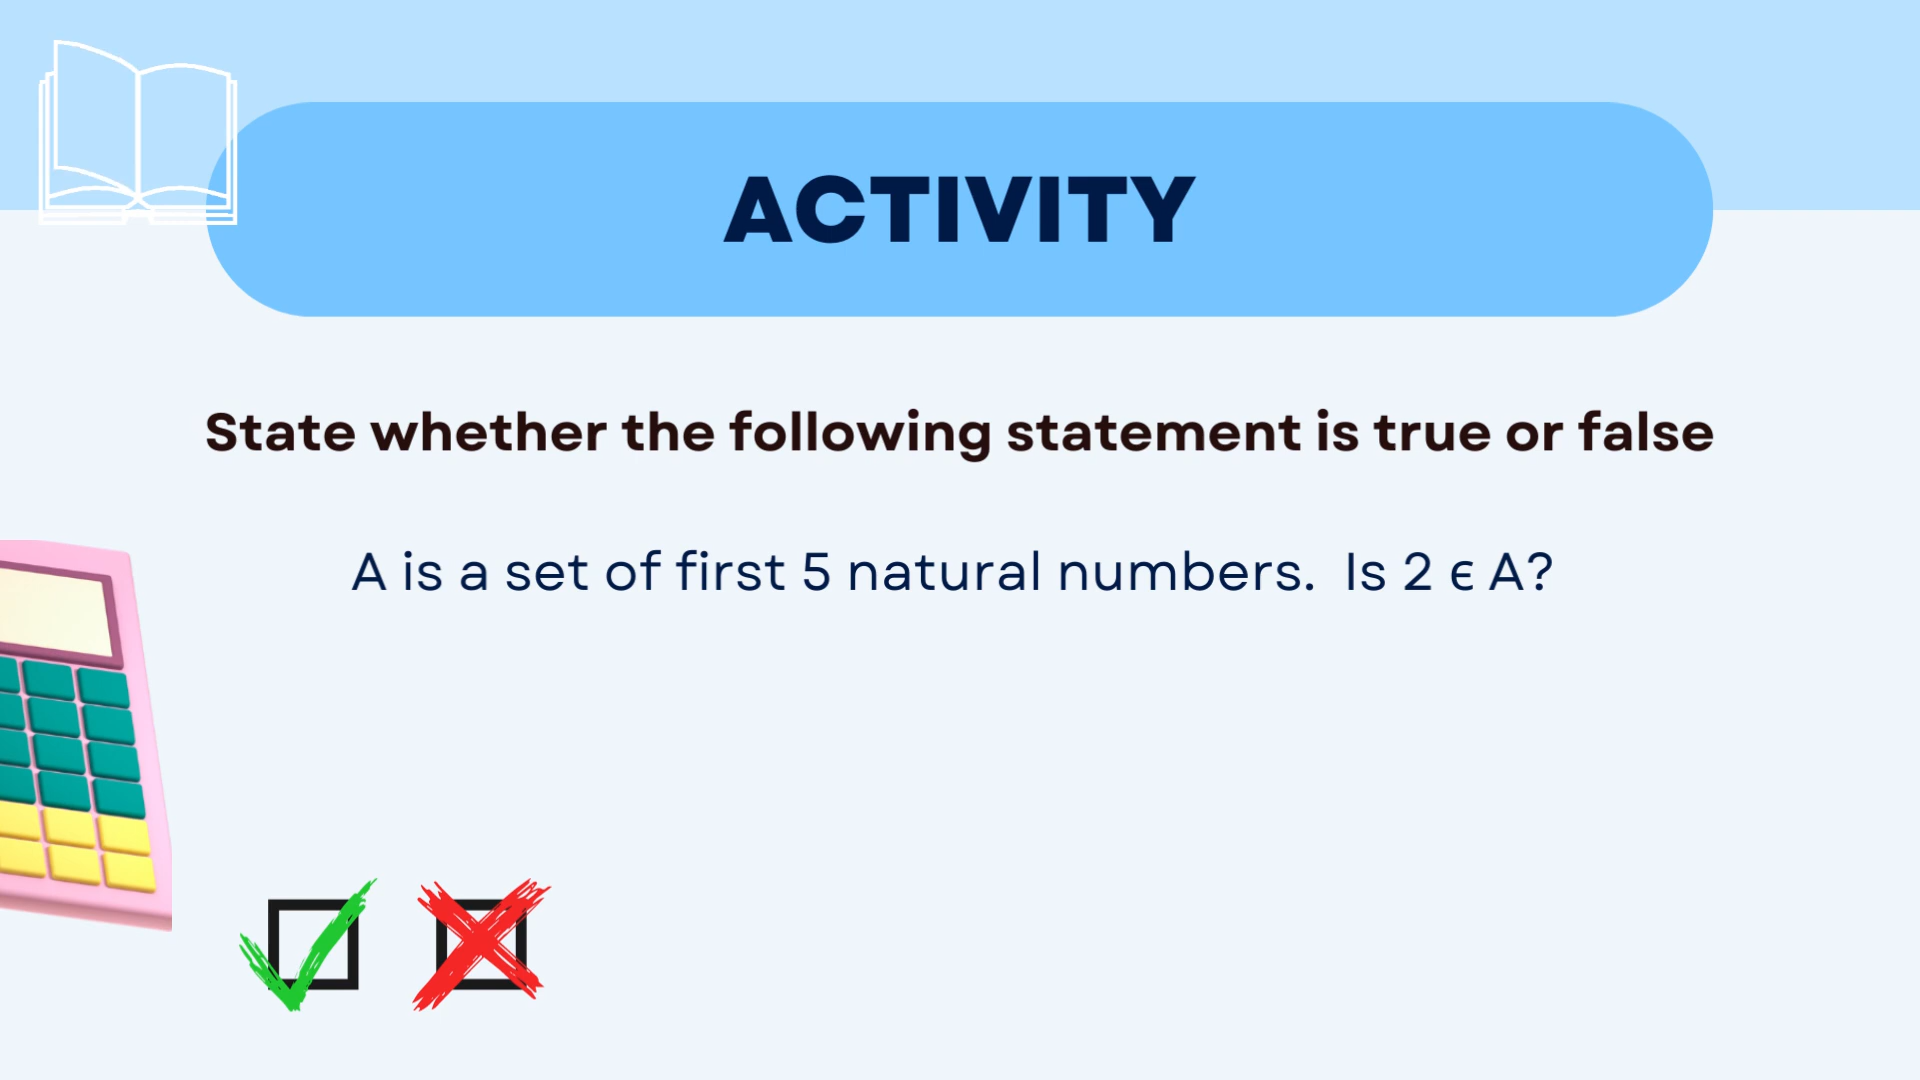 ACTIVITY
State whether the following statement is true or false
A is a set of first 5 natural numbers.  Is 2 ϵ A?